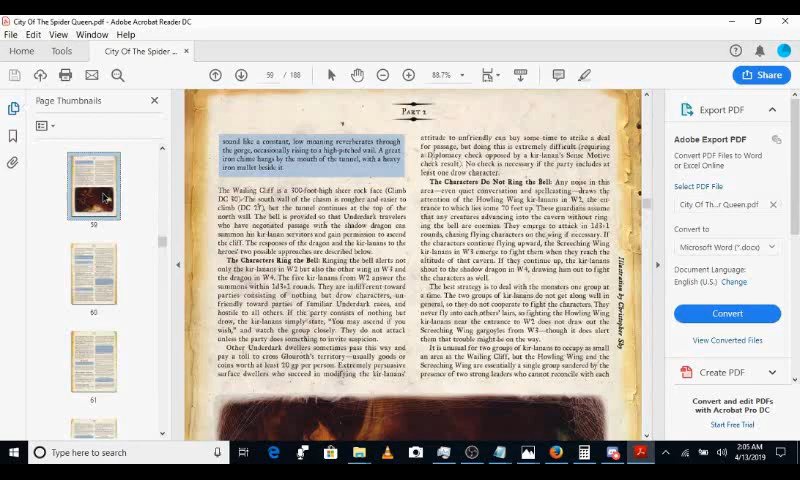 City Of The Spider Queen.pdf - Adobe Acrobat Reader DC
File Edit View Window Help
Home Tools City Of The Spider ... ×
59 / 188 88.7% Share
Page Thumbnails
59
60
61
PART 2
sound like a constant, low moaning reverberates through
the gorge, occasionally rising to a high-pitched wail. A great
iron chime hangs by the mouth of the tunnel, with a heavy
iron mallet beside it.
The Wailing Cliff is a 300-foot-high sheer rock face (Climb
DC 30). The south wall of the chasm is rougher and easier to
climb (DC 25), but the tunnel continues at the top of the
north wall. The bell is provided so that Underdark travelers
who have negotiated passage with the shadow dragon can
summon his kir-lanan servitors and gain permission to ascend
the cliff. The responses of the dragon and the kir-lanans to the
heroes' two possible approaches are described below.
The Characters Ring the Bell: Ringing the bell alerts not
only the kir-lanans in W2 but also the other wing in W3 and
the dragon in W4. The five kir-lanans from W2 answer the
summons within 1d3+1 rounds. They are indifferent toward
parties consisting of nothing but drow characters, un-
friendly toward parties of familiar Underdark races, and
hostile to all others. If the party consists of nothing but
drow, the kir-lanans simply state, "You may ascend if you
wish," and watch the group closely. They do not attack
unless the party does something to invite suspicion.
Other Underdark dwellers sometimes pass this way and
pay a toll to cross Glouroth's territory—usually goods or
coins worth at least 20 gp per person. Extremely persuasive
surface dwellers who succeed in modifying the kir-lanans'
attitude to unfriendly can buy some time to strike a deal
for passage, but doing this is extremely difficult (requiring
a Diplomacy check opposed by a kir-lanan's Sense Motive
check result). No check is necessary if the party includes at
least one drow character.
The Characters Do Not Ring the Bell: Any noise in this
area—even quiet conversation and spellcasting—draws the
attention of the Howling Wing kir-lanans in W2, the en-
trance to which lies some 70 feet up. These guardians assume
that any creatures advancing into the cavern without ring-
ing the bell are enemies. They emerge to attack in 1d3+1
rounds, chasing flying characters on the wing if necessary. If
the characters continue flying upward, the Screeching Wing
kir-lanans in W3 emerge to fight them when they reach the
altitude of that cavern. If they continue up, the kir-lanans
shout to the shadow dragon in W4, drawing him out to fight
the characters as well.
The best strategy is to deal with the monsters one group at
a time. The two groups of kir-lanans do not get along well in
general, so they do not cooperate to fight the characters. They
never fly into each others' lairs, so fighting the Howling Wing
kir-lanans near the entrance to W2 does not draw out the
Screeching Wing gargoyles from W3—though it does alert
them that trouble might be on the way.
It is unusual for two groups of kir-lanans to occupy as small
an area as the Wailing Cliff, but the Howling Wing and the
Screeching Wing are essentially a single group sundered by the
presence of two strong leaders who cannot reconcile with each
Illustration by Christopher Shy
Export PDF
Adobe Export PDF
Convert PDF Files to Word
or Excel Online
Select PDF File
City Of Th...r Queen.pdf ×
Convert to
Microsoft Word (*.docx)
Document Language:
English (U.S.) Change
Convert
View Converted Files
Create PDF
Convert and edit PDFs
with Acrobat Pro DC
Start Free Trial
Type here to search
2:05 AM
4/13/2019